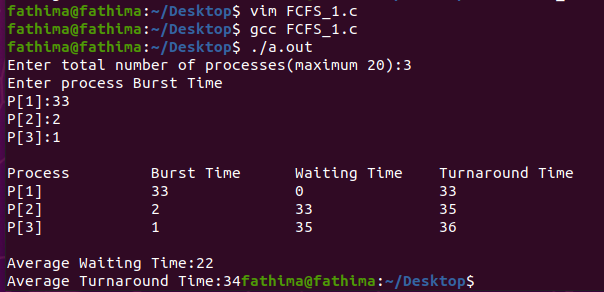 fathima@fathima:~/Desktop$ vim FCFS_1.c
fathima@fathima:~/Desktop$ gcc FCFS_1.c
fathima@fathima:~/Desktop$ ./a.out
Enter total number of processes(maximum 20):3
Enter process Burst Time
P[1]:33
P[2]:2
P[3]:1
Process Burst Time Waiting Time Turnaround Time
P[1] 33 0 33
P[2] 2 33 35
P[3] 1 35 36
Average Waiting Time:22
Average Turnaround Time:34fathima@fathima:~/Desktop$